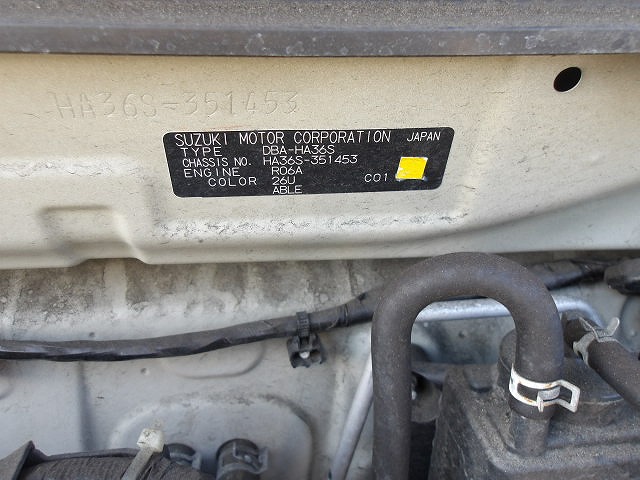 HA36S-351453
SUZUKI MOTOR CORPORATION JAPAN
TYPE DBA-HA36S
CHASSIS NO. HA36S-351453
ENGINE R06A
COLOR 26U C01
ABLE